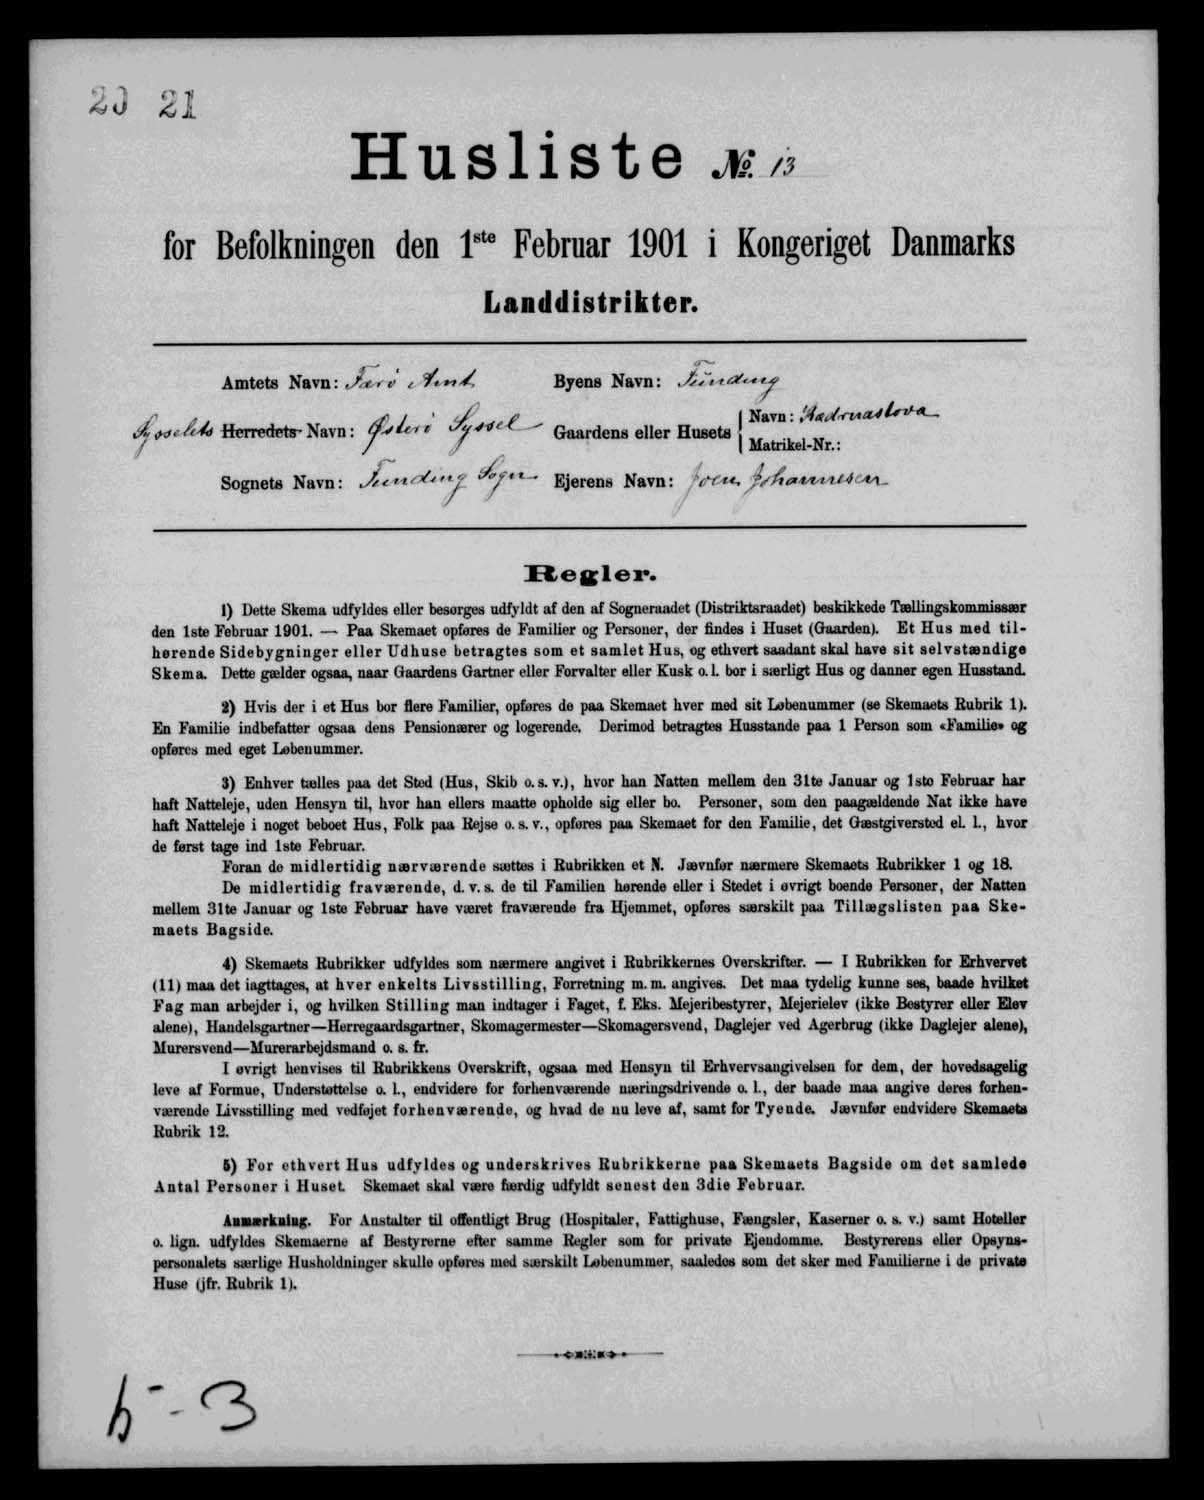 20 21
Husliste №. 13
for Befolkningen den 1ste Februar 1901 i Kongeriget Danmarks
Landdistrikter.
Amtets Navn: Færö Amt
Byens Navn: Funding
Sysselets Herredets Navn: Østerö Syssel
Gaardens eller Husets
Navn:
Matrikel-Nr.:
Sognets Navn: Funding Sogn
Ejerens Navn: Joen Johannesen
Regler.
1) Dette Skema udfyldes eller besørges udfyldt af den af Sogneraadet (Distriktsraadet) beskikkede Tællingskommissær
den 1ste Februar 1901. — Paa Skemaet opføres de Familier og Personer, der findes i Huset (Gaarden). Et Hus med til-
hørende Sidebygninger eller Udhuse betragtes som et samlet Hus, og ethvert saadant skal have sit selvstændige
Skema. Dette gælder ogsaa, naar Gaardens Gartner eller Forvalter eller Kusk o. l. bor i særligt Hus og danner egen Husstand.
2) Hvis der i et Hus bor flere Familier, opføres de paa Skemaet hver med sit Løbenummer (se Skemaets Rubrik 1).
En Familie indbefatter ogsaa dens Pensionærer og logerende. Derimod betragtes Husstande paa 1 Person som «Familie» og
opføres med eget Løbenummer.
3) Enhver tælles paa det Sted (Hus, Skib o. s. v.), hvor han Natten mellem den 31te Januar og 1ste Februar har
haft Natteleje, uden Hensyn til, hvor han ellers maatte opholde sig eller bo. Personer, som den paagældende Nat ikke have
haft Natteleje i noget beboet Hus, Folk paa Rejse o. s. v., opføres paa Skemaet for den Familie, det Gæstgiversted el. l., hvor
de først tage ind 1ste Februar.
Foran de midlertidig nærværende sættes i Rubrikken et N. Jævnfør nærmere Skemaets Rubrikker 1 og 18.
De midlertidig fraværende, d. v. s. de til Familien hørende eller i Stedet i øvrigt boende Personer, der Natten
mellem 31te Januar og 1ste Februar have været fraværende fra Hjemmet, opføres særskilt paa Tillægslisten paa Ske-
maets Bagside.
4) Skemaets Rubrikker udfyldes som nærmere angivet i Rubrikkernes Overskrifter. — I Rubrikken for Erhvervet
(11) maa det iagttages, at hver enkelts Livsstilling, Forretning m. m. angives. Det maa tydelig kunne ses, baade hvilket
Fag man arbejder i, og hvilken Stilling man indtager i Faget, f. Eks. Mejeribestyrer, Mejerielev (ikke Bestyrer eller Elev
alene), Handelsgartner—Herregaardsgartner, Skomagermester—Skomagersvend, Daglejer ved Agerbrug (ikke Daglejer alene),
Murersvend—Murerarbejdsmand o. s. fr.
I øvrigt henvises til Rubrikkens Overskrift, ogsaa med Hensyn til Erhvervsangivelsen for dem, der hovedsagelig
leve af Formue, Understøttelse o. l., endvidere for forhenværende næringsdrivende o. l., der baade maa angive deres forhen-
værende Livsstilling med vedføjet forhenværende, og hvad de nu leve af, samt for Tyende. Jævnfør endvidere Skemaets
Rubrik 12.
5) For ethvert Hus udfyldes og underskrives Rubrikkerne paa Skemaets Bagside om det samlede
Antal Personer i Huset. Skemaet skal være færdig udfyldt senest den 3die Februar.
Anmærkning. For Anstalter til offentligt Brug (Hospitaler, Fattighuse, Fængsler, Kaserner o. s. v.) samt Hoteller
o. lign. udfyldes Skemaerne af Bestyrerne efter samme Regler som for private Ejendomme. Bestyrerens eller Opsyns-
personalets særlige Husholdninger skulle opføres med særskilt Løbenummer, saaledes som det sker med Familierne i de private
Huse (jfr. Rubrik 1).
5 - 3